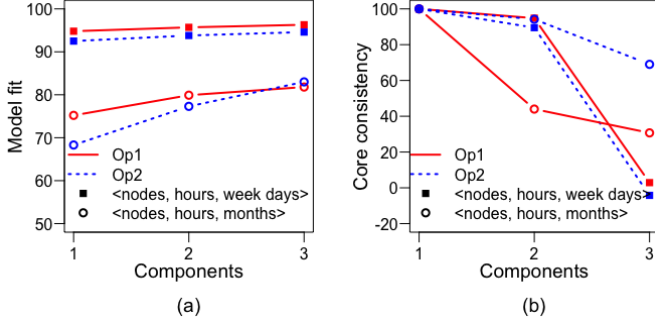 100
90
80
70
60
50
Model fit
Op1
Op2
<nodes, hours, week days>
<nodes, hours, months>
1 2 3
Components
(a)
100
80
60
40
20
0
-20
Core consistency
Op1
Op2
<nodes, hours, week days>
<nodes, hours, months>
1 2 3
Components
(b)